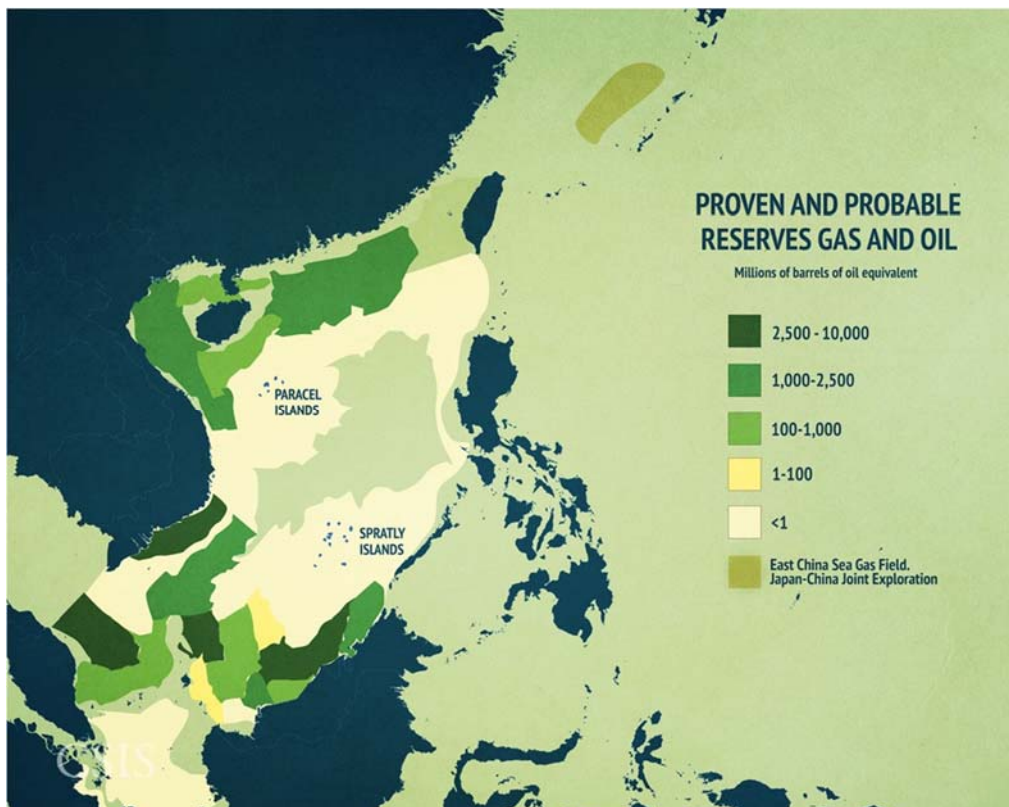 PROVEN AND PROBABLE
RESERVES GAS AND OIL
Millions of barrels of oil equivalent
2,500 - 10,000
1,000-2,500
100-1,000
1-100
<1
East China Sea Gas Field.
Japan-China Joint Exploration
PARACEL
ISLANDS
SPRATLY
ISLANDS
CSIS